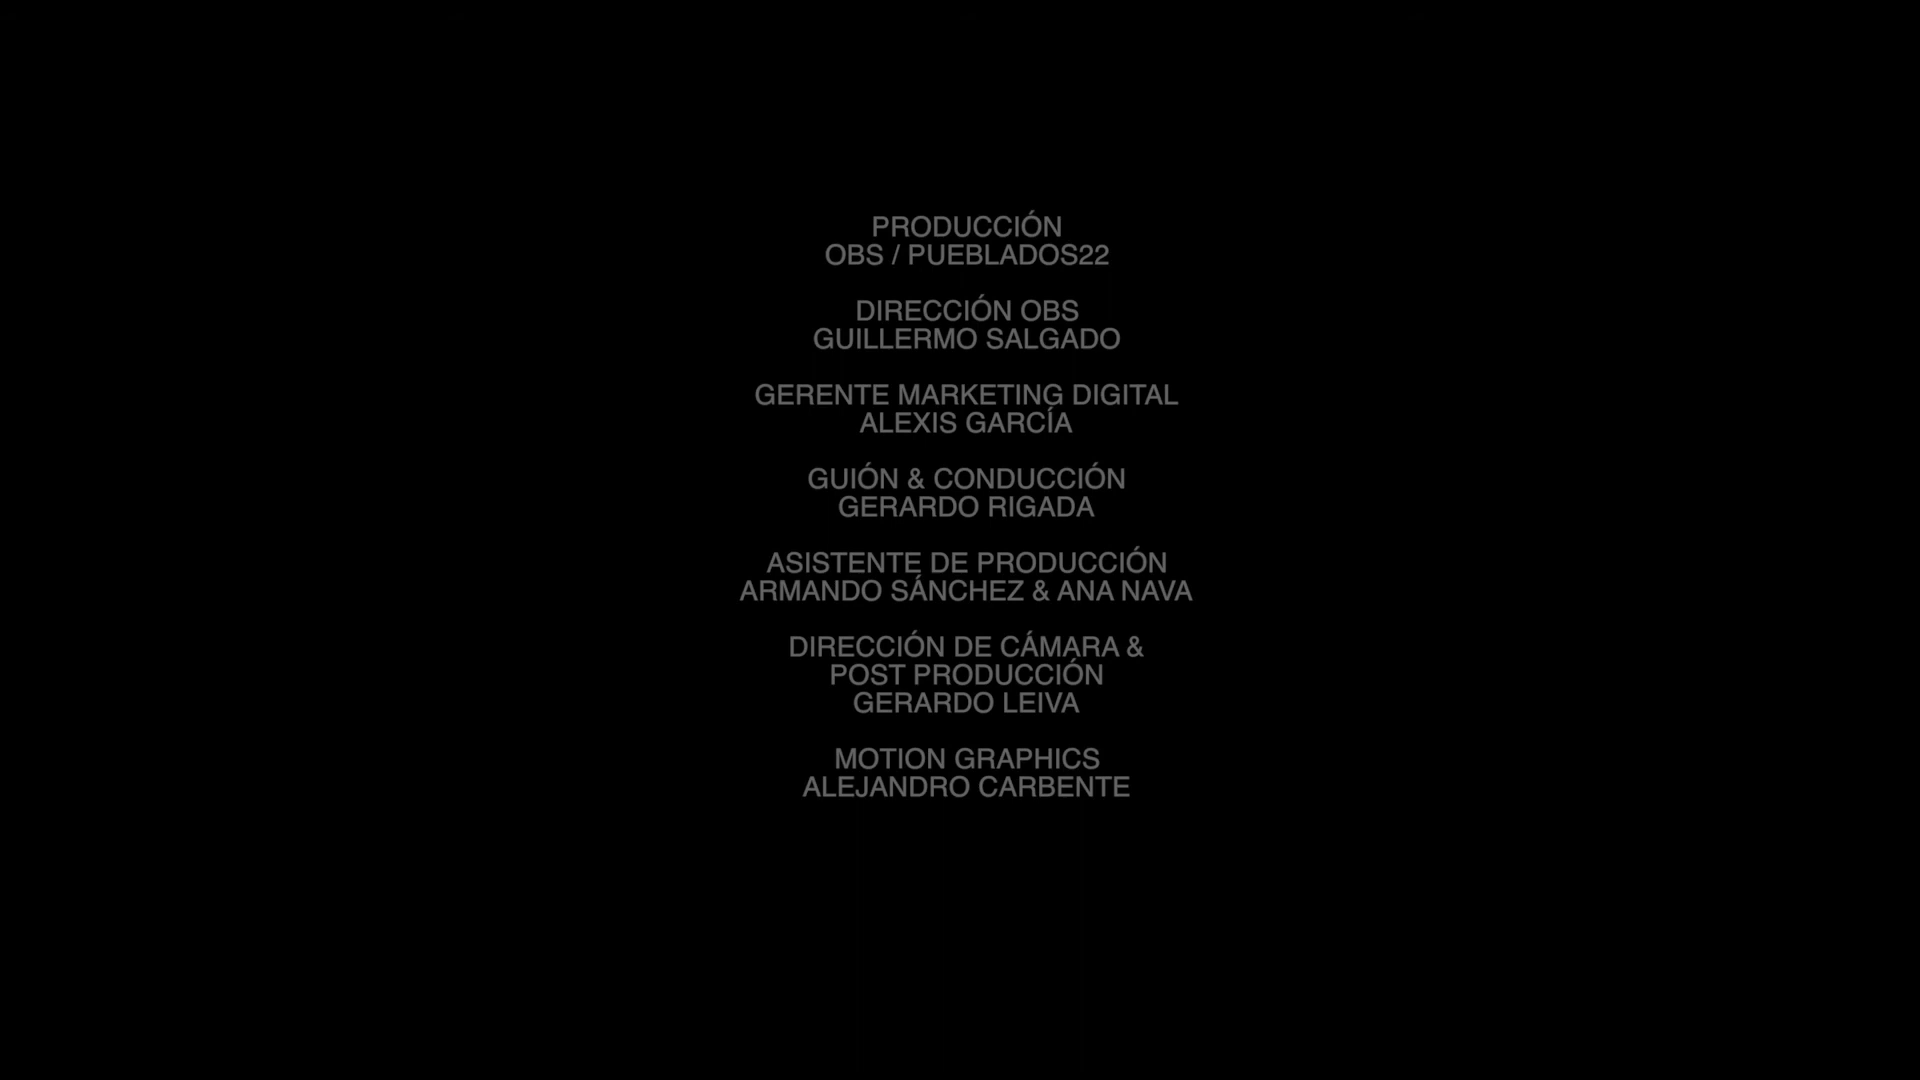 PRODUCCIÓN
OBS / PUEBLADOS22
DIRECCIÓN OBS
GUILLERMO SALGADO
GERENTE MARKETING DIGITAL
ALEXIS GARCÍA
GUIÓN & CONDUCCIÓN
GERARDO RIGADA
ASISTENTE DE PRODUCCIÓN
ARMANDO SÁNCHEZ & ANA NAVA
DIRECCIÓN DE CÁMARA &
POST PRODUCCIÓN
GERARDO LEIVA
MOTION GRAPHICS
ALEJANDRO CARBENTE